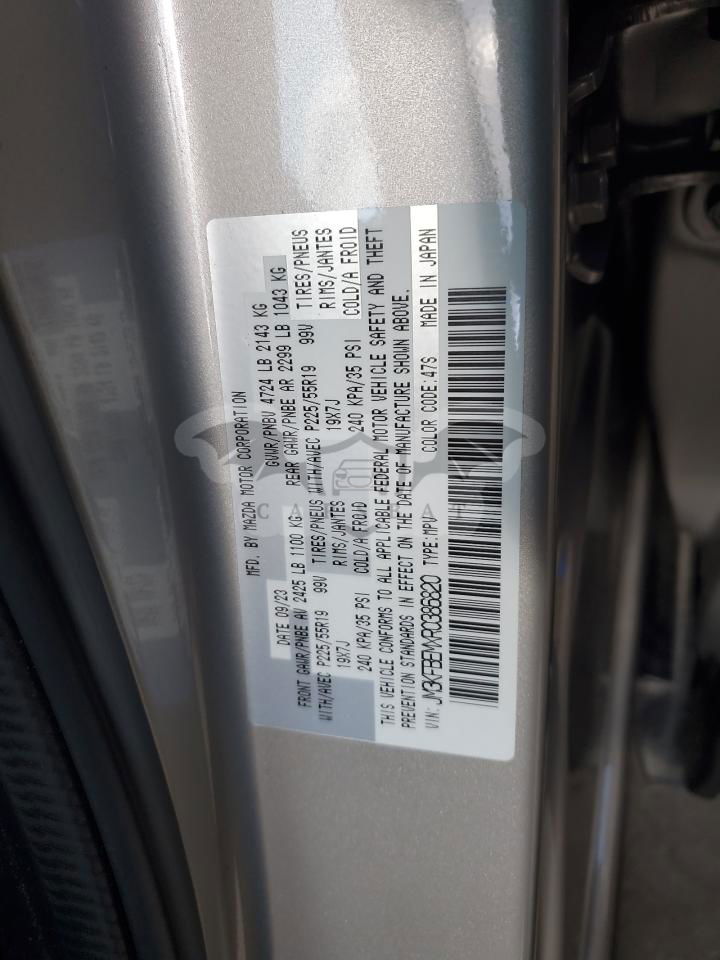 MFD. BY MAZDA MOTOR CORPORATION
DATE 09/23 GVWR/PNBV 4724 LB 2143 KG
FRONT GAWR/PNBE AV 2425 LB 1100 KG REAR GAWR/PNBE AR 2299 LB 1043 KG
WITH/AVEC P225/55R19 99V TIRES/PNEUS WITH/AVEC P225/55R19 99V TIRES/PNEUS
19X7J RIMS/JANTES 19X7J RIMS/JANTES
240 KPA/35 PSI COLD/A FROID 240 KPA/35 PSI COLD/A FROID
THIS VEHICLE CONFORMS TO ALL APPLICABLE FEDERAL MOTOR VEHICLE SAFETY AND THEFT
PREVENTION STANDARDS IN EFFECT ON THE DATE OF MANUFACTURE SHOWN ABOVE.
VIN: JM3KFBEMXR0386820 TYPE:MPV COLOR CODE:47S MADE IN JAPAN